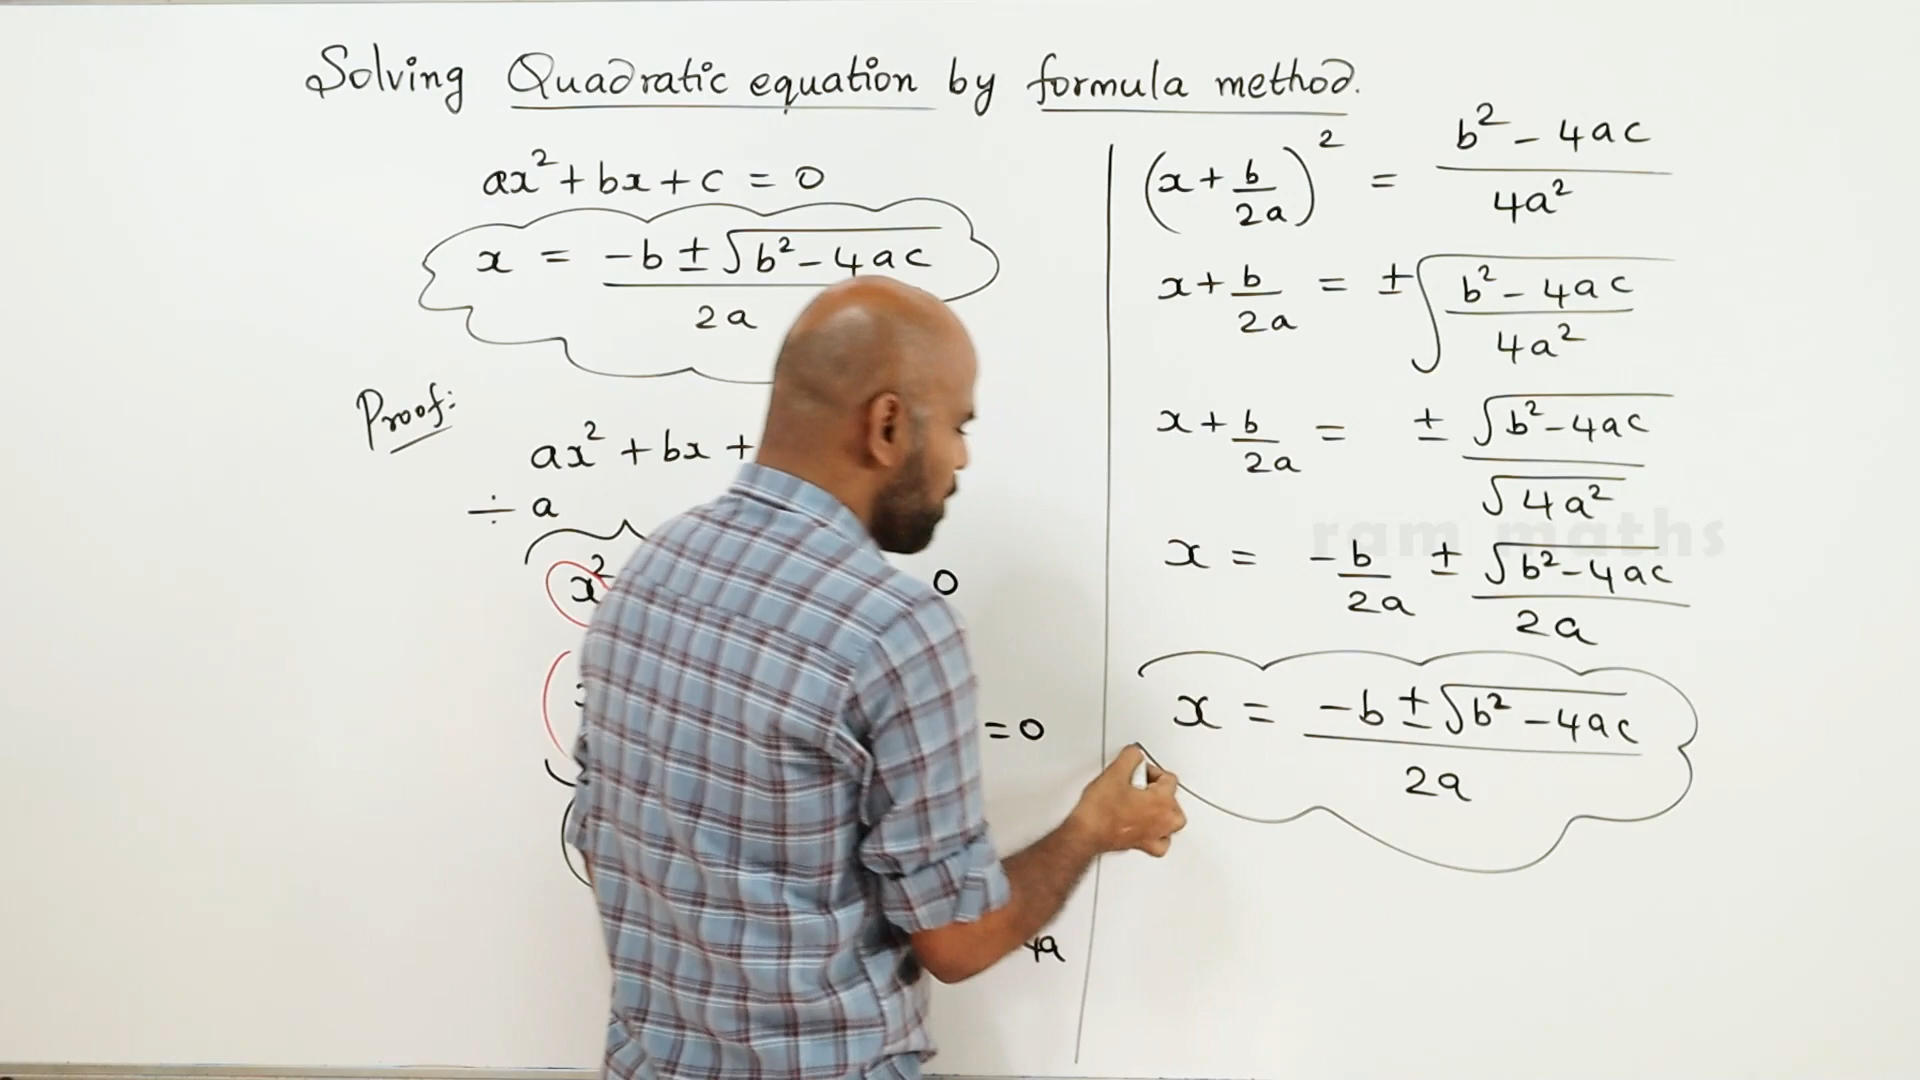 Solving Quadratic equation by formula method.
ax² + bx + c = 0
x = (-b ± √(b² - 4ac)) / 2a
Proof:
ax² + bx +
÷ a
x² 0
= 0
4a
(x + b/2a)² = (b² - 4ac) / 4a²
x + b/2a = ± √((b² - 4ac) / 4a²)
x + b/2a = ± √(b² - 4ac) / √(4a²)
ram maths
x = -b/2a ± √(b² - 4ac) / 2a
x = (-b ± √(b² - 4ac)) / 2a